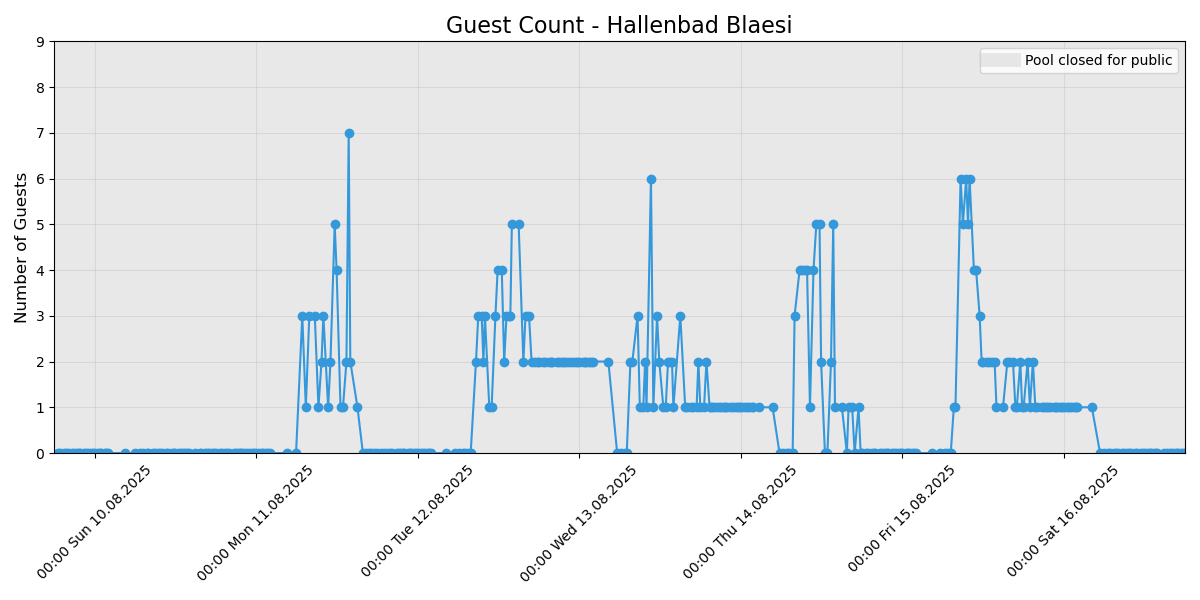 Guest Count - Hallenbad Blaesi
Pool closed for public
Number of Guests
9
8
7
6
5
4
3
2
1
0
00:00 Sun 10.08.2025
00:00 Mon 11.08.2025
00:00 Tue 12.08.2025
00:00 Wed 13.08.2025
00:00 Thu 14.08.2025
00:00 Fri 15.08.2025
00:00 Sat 16.08.2025